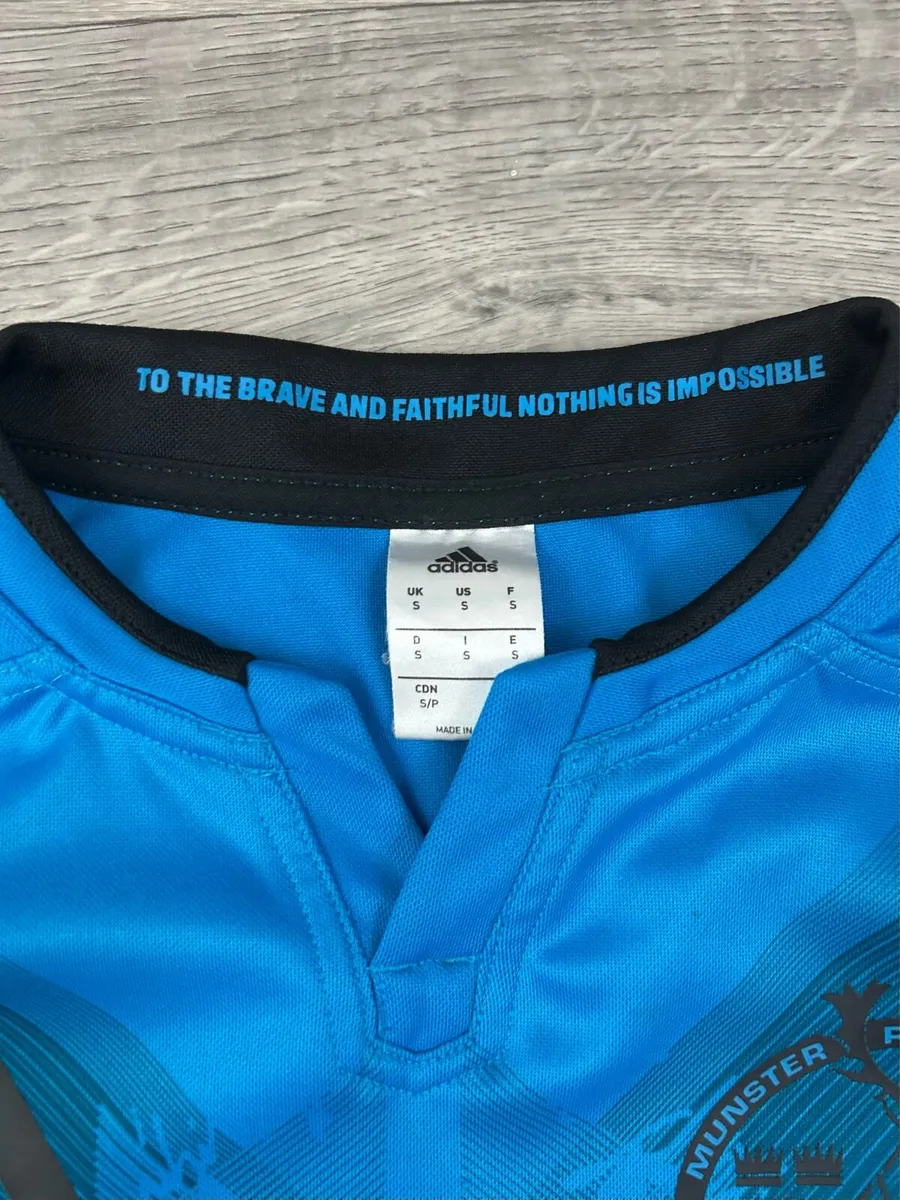 TO THE BRAVE AND FAITHFUL NOTHING IS IMPOSSIBLE
adidas
UK US F
S S S
D I E
S S S
CDN
S/P
MADE IN
MUNSTER